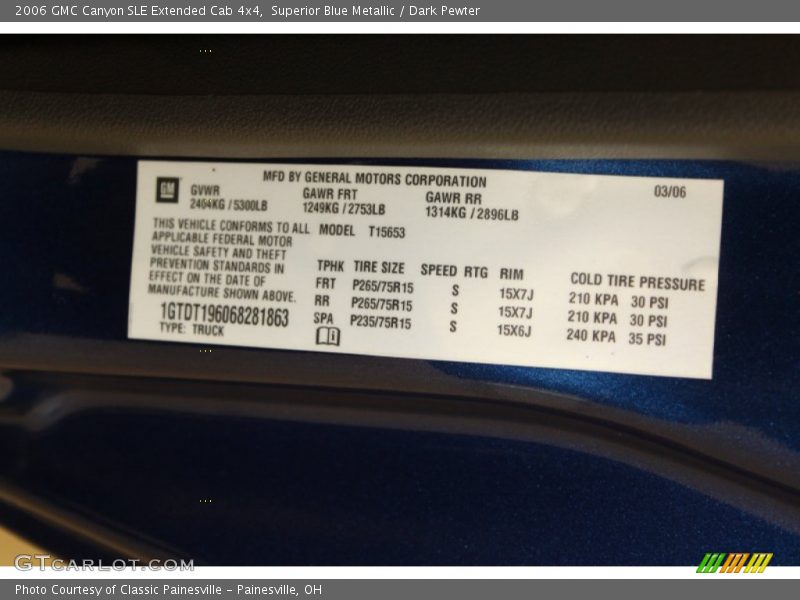 2006 GMC Canyon SLE Extended Cab 4x4, Superior Blue Metallic / Dark Pewter
MFD BY GENERAL MOTORS CORPORATION 03/06
GM
GVWR GAWR FRT GAWR RR
2404KG / 5300LB 1249KG / 2753LB 1314KG / 2896LB
THIS VEHICLE CONFORMS TO ALL
APPLICABLE FEDERAL MOTOR
VEHICLE SAFETY AND THEFT
PREVENTION STANDARDS IN
EFFECT ON THE DATE OF
MANUFACTURE SHOWN ABOVE.
1GTDT196068281863
TYPE: TRUCK
MODEL T15653
TPHK TIRE SIZE SPEED RTG RIM COLD TIRE PRESSURE
FRT P265/75R15 S 15X7J 210 KPA 30 PSI
RR P265/75R15 S 15X7J 210 KPA 30 PSI
SPA P235/75R15 S 15X6J 240 KPA 35 PSI
GTCARLOT.COM
Photo Courtesy of Classic Painesville - Painesville, OH